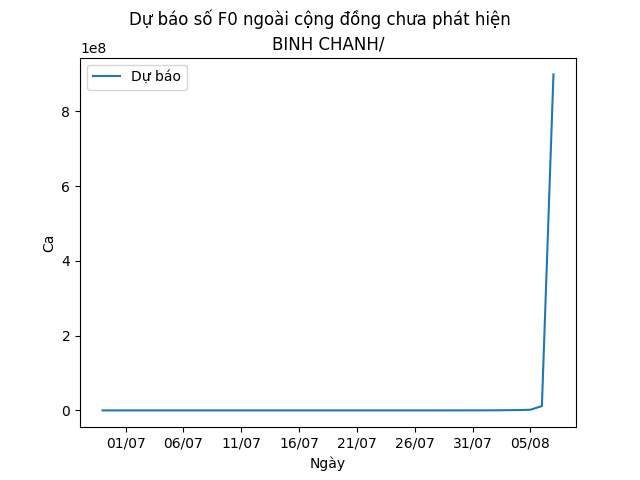 Dự báo số F0 ngoài cộng đồng chưa phát hiện
BINH CHANH/
1e8
Dự báo
8
6
4
2
0
Ca
01/07 06/07 11/07 16/07 21/07 26/07 31/07 05/08
Ngày